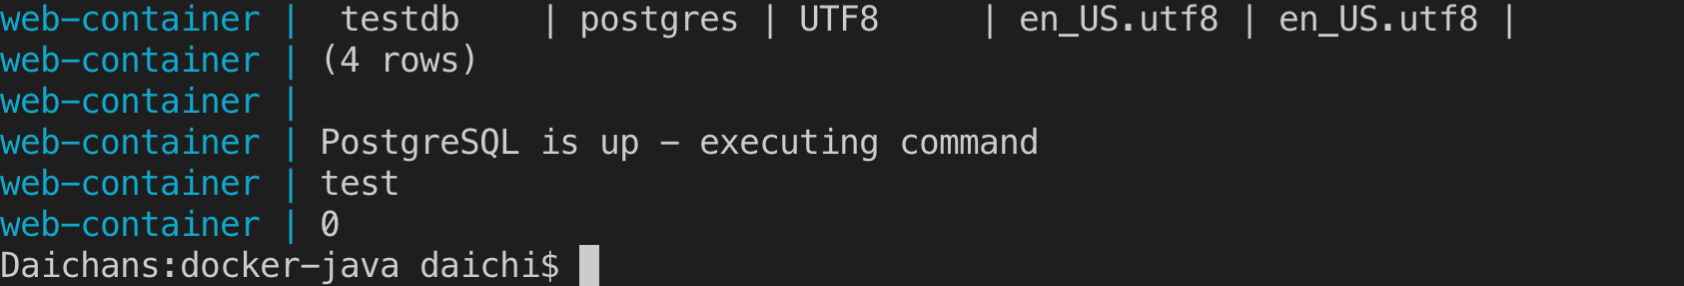 web-container |  testdb    | postgres | UTF8     | en_US.utf8 | en_US.utf8 |
web-container | (4 rows)
web-container |
web-container | PostgreSQL is up - executing command
web-container | test
web-container | 0
Daichans:docker-java daichi$